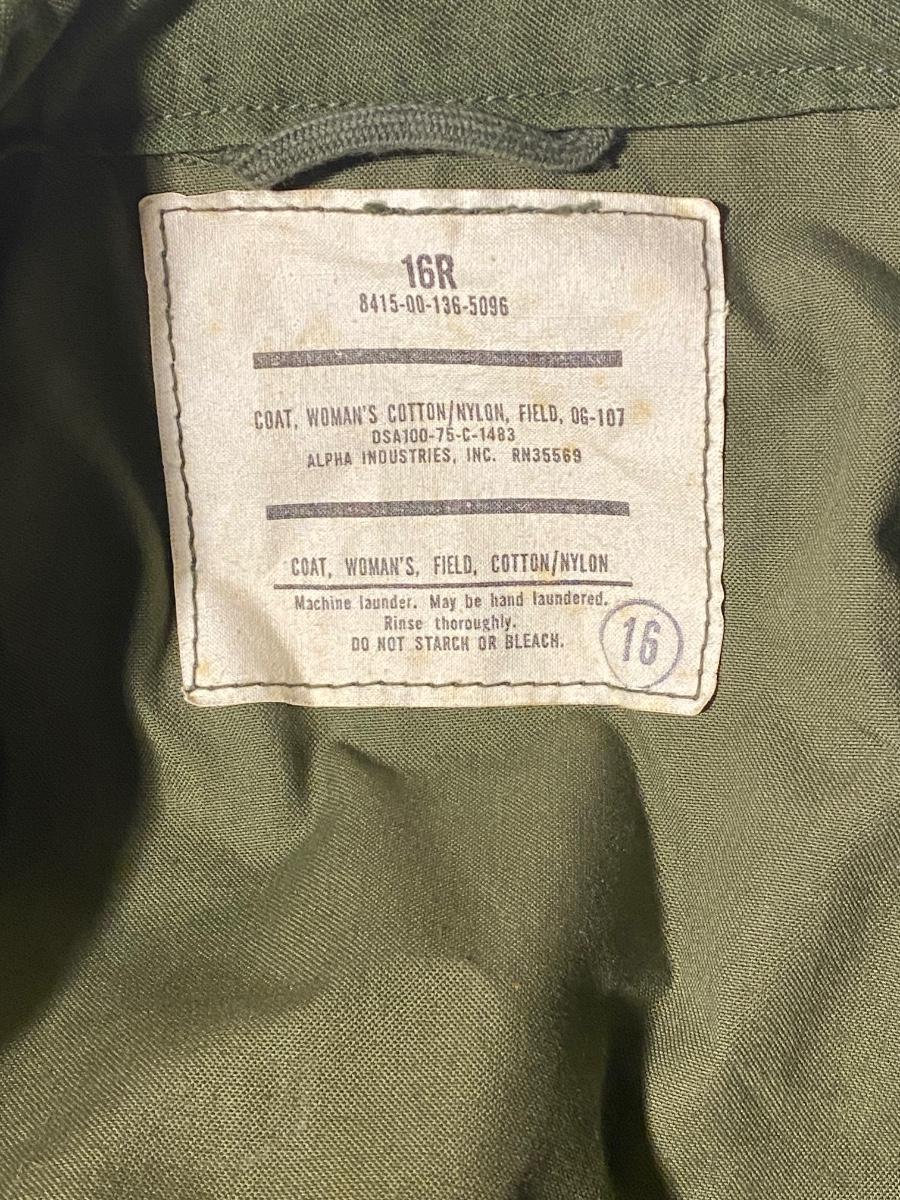 16R
8415-00-136-5096
COAT, WOMAN'S COTTON/NYLON, FIELD, OG-107
DSA100-75-C-1483
ALPHA INDUSTRIES, INC. RN35569
COAT, WOMAN'S, FIELD, COTTON/NYLON
Machine launder. May be hand laundered.
Rinse thoroughly.
DO NOT STARCH OR BLEACH.
16